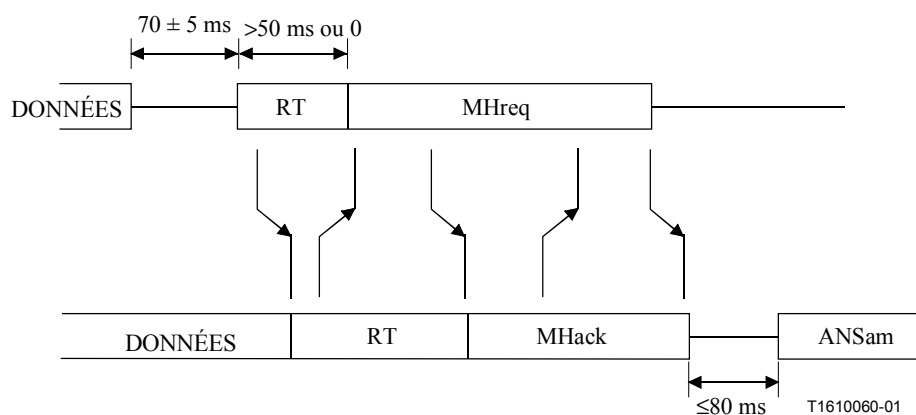 70 ± 5 ms >50 ms ou 0
DONNÉES RT MHreq
DONNÉES RT MHack ANSam
≤80 ms
T1610060-01